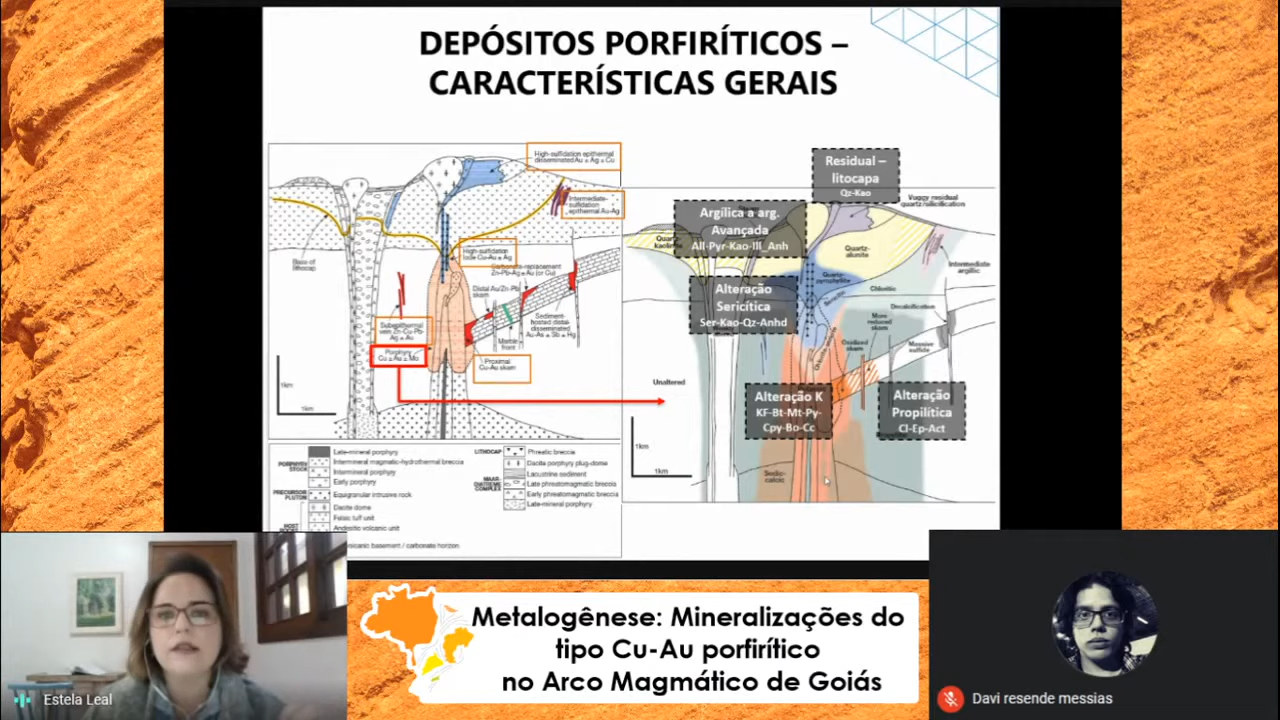 DEPÓSITOS PORFIRÍTICOS –
CARACTERÍSTICAS GERAIS
High-sulfidation epithermal
disseminated Au ± Ag ± Cu
Intermediate-
sulfidation
epithermal Au-Ag
High-sulfidation
lode Cu-Au ± Ag
Base of
lithocap
Carbonate-replacement
Zn-Pb-Ag ± Au (or Cu)
Distal Au/Zn-Pb
skarn
Subepithermal
vein Zn-Cu-Pb-
Ag ± Au
Porphyry
Cu ± Au ± Mo
Sediment-
hosted distal-
disseminated
Au-As ± Sb ± Hg
Marble
front
Proximal
Cu-Au skarn
1km
1km
PORPHYRY
STOCK
Late-mineral porphyry
Intermineral magmatic-hydrothermal breccia
Intermineral porphyry
Early porphyry
PRECURSOR
PLUTON
Equigranular intrusive rock
Dacite dome
Felsic tuff unit
Andesitic volcanic unit
HOST
volcanic basement / carbonate horizon
LITHOCAP
Phreatic breccia
MAAR-
DIATREME
COMPLEX
Dacite porphyry plug-dome
Lacustrine sediment
Late phreatomagmatic breccia
Early phreatomagmatic breccia
Late-mineral porphyry
Residual –
litocapa
Qz-Kao
Vuggy residual
quartz/silicification
Argílica a arg.
Avançada
All-Pyr-Kao-Ill_Anh
Quartz-
alunite
Quartz-
pyrophyllite
Intermediate
argillic
Chloritic
Sericitic
Alteração
Sericítica
Ser-Kao-Qz-Anhd
Decalcification
More
reduced
skarn
Oxidized
skarn
Massive
sulfide
Unaltered
Alteração K
KF-Bt-Mt-Py-
Cpy-Bo-Cc
Alteração
Propilítica
Cl-Ep-Act
Sodic-
calcic
1km
1km
Metalogênese: Mineralizações do
tipo Cu-Au porfirítico
no Arco Magmático de Goiás
Estela Leal
Davi resende messias